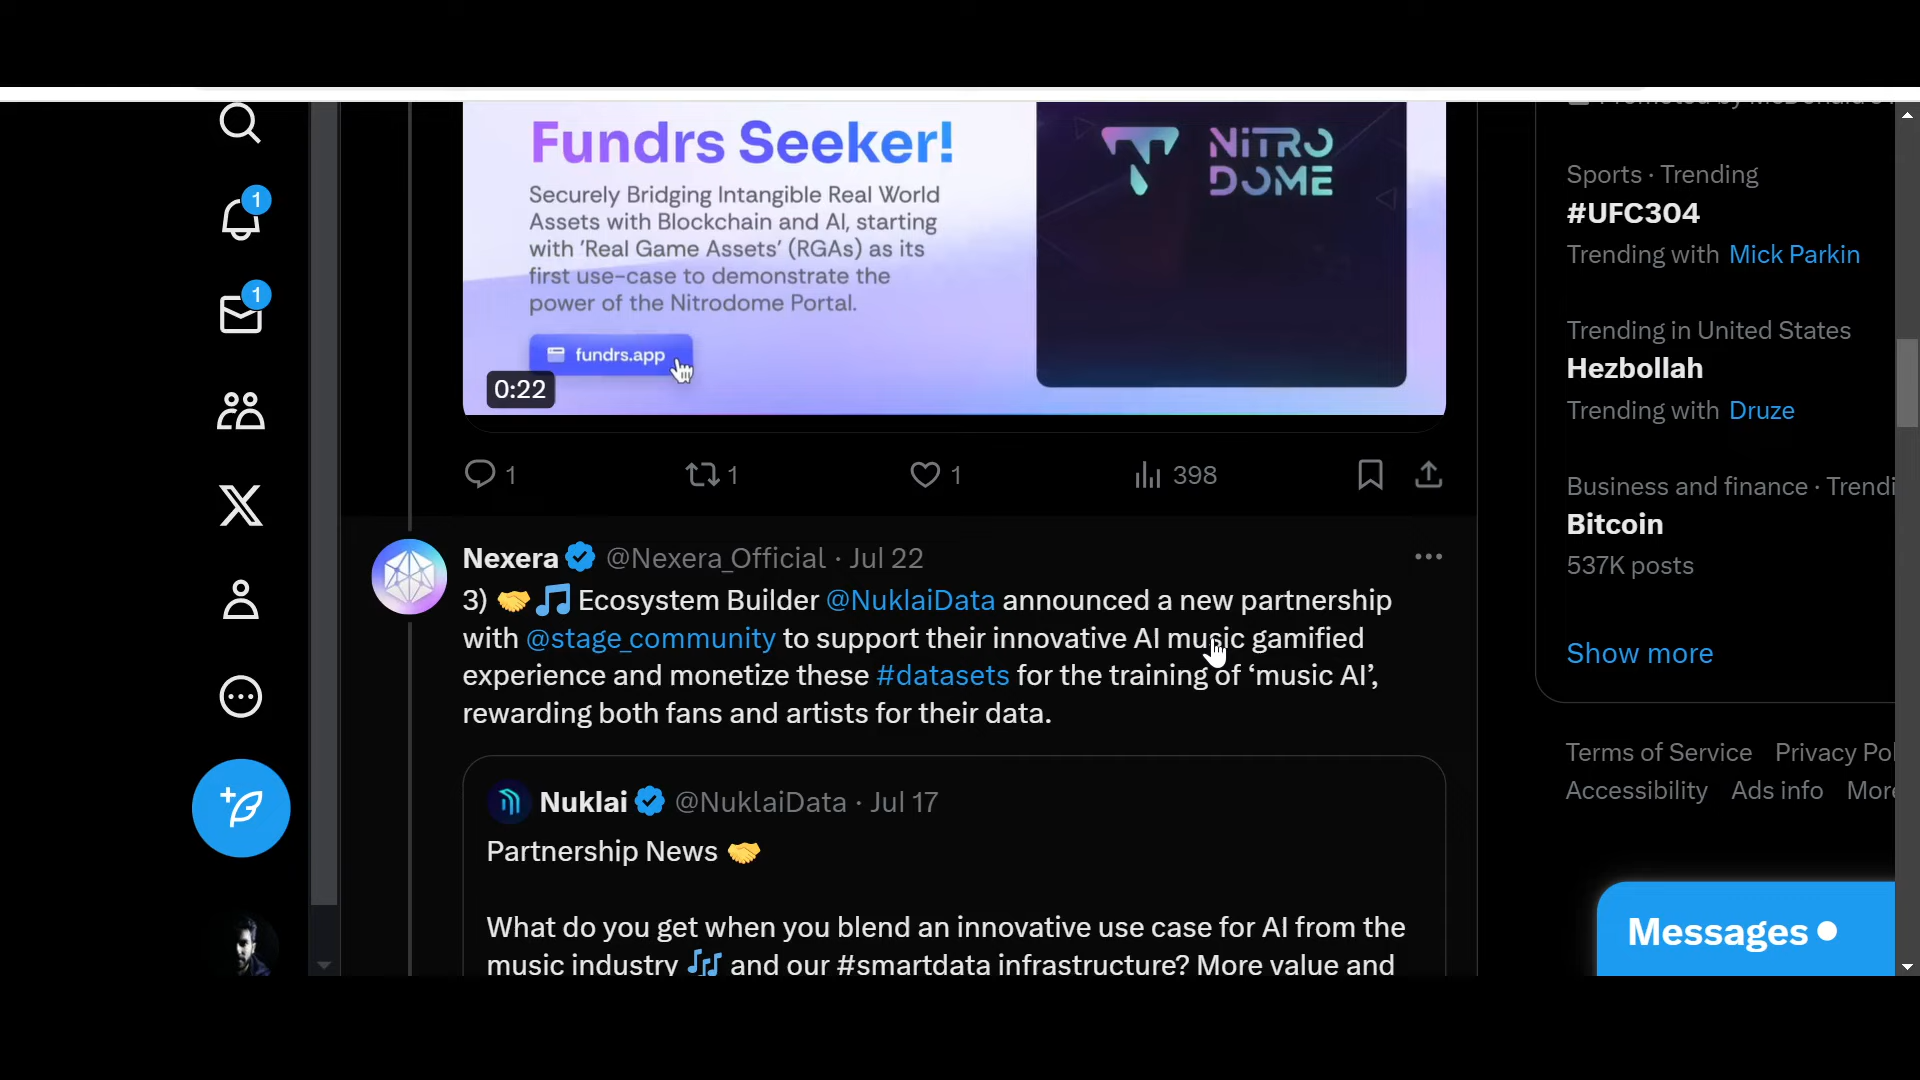 Fundrs Seeker!
Securely Bridging Intangible Real World
Assets with Blockchain and AI, starting
with 'Real Game Assets' (RGAs) as its
first use-case to demonstrate the
power of the Nitrodome Portal.
fundrs.app
0:22
NITRO
DOME
1
1
1
1
1
398
Nexera @Nexera_Official · Jul 22
3) 🤝🎵 Ecosystem Builder @NuklaiData announced a new partnership
with @stage_community to support their innovative AI music gamified
experience and monetize these #datasets for the training of ‘music AI’,
rewarding both fans and artists for their data.
Nuklai @NuklaiData · Jul 17
Partnership News 🤝
What do you get when you blend an innovative use case for AI from the
music industry 🎶 and our #smartdata infrastructure? More value and
Sports · Trending
#UFC304
Trending with Mick Parkin
Trending in United States
Hezbollah
Trending with Druze
Business and finance · Trendi
Bitcoin
537K posts
Show more
Terms of Service Privacy Pol
Accessibility Ads info More
Messages